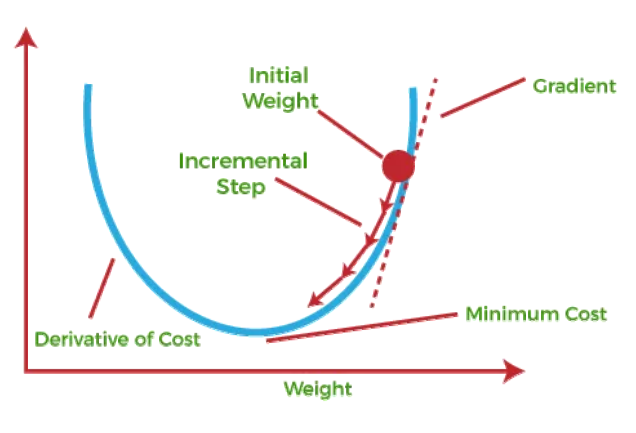 Initial
Weight
Gradient
Incremental
Step
Minimum Cost
Derivative of Cost
Weight